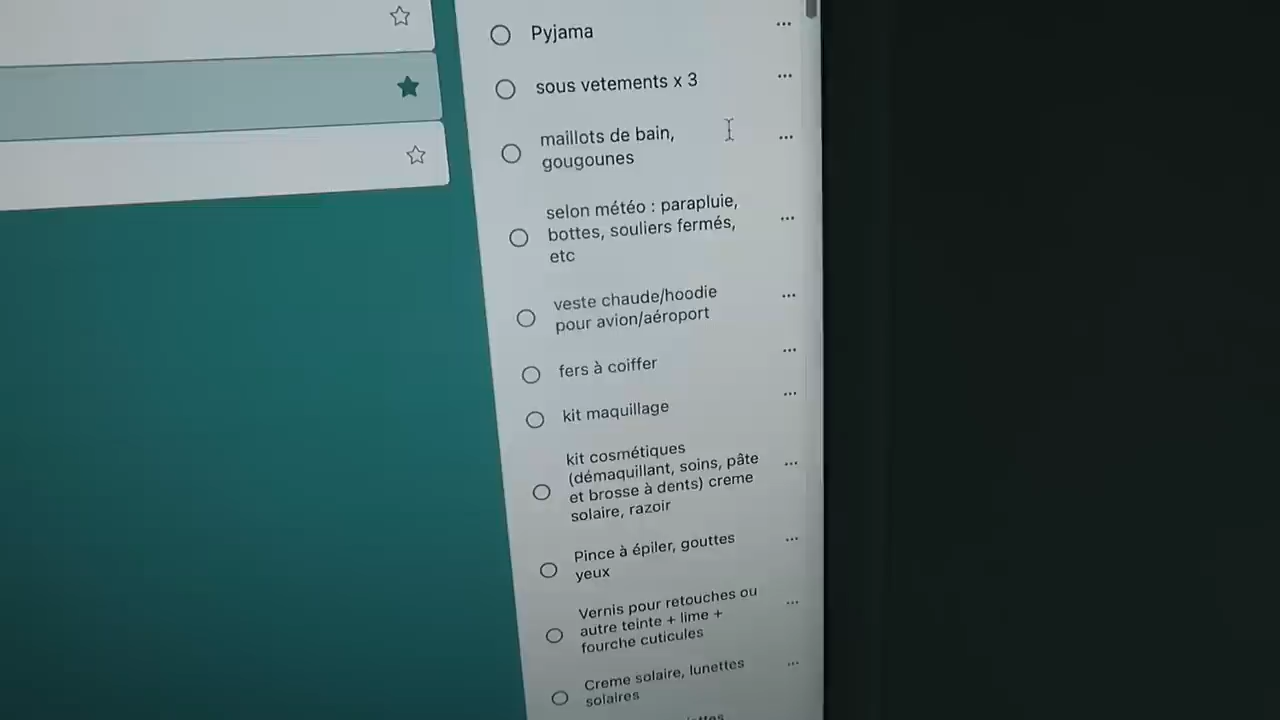 Pyjama
sous vetements x 3
maillots de bain,
gougounes
selon météo : parapluie,
bottes, souliers fermés,
etc
veste chaude/hoodie
pour avion/aéroport
fers à coiffer
kit maquillage
kit cosmétiques
(démaquillant, soins, pâte
et brosse à dents) creme
solaire, razoir
Pince à épiler, gouttes
yeux
Vernis pour retouches ou
autre teinte + lime +
fourche cuticules
Creme solaire, lunettes
solaires